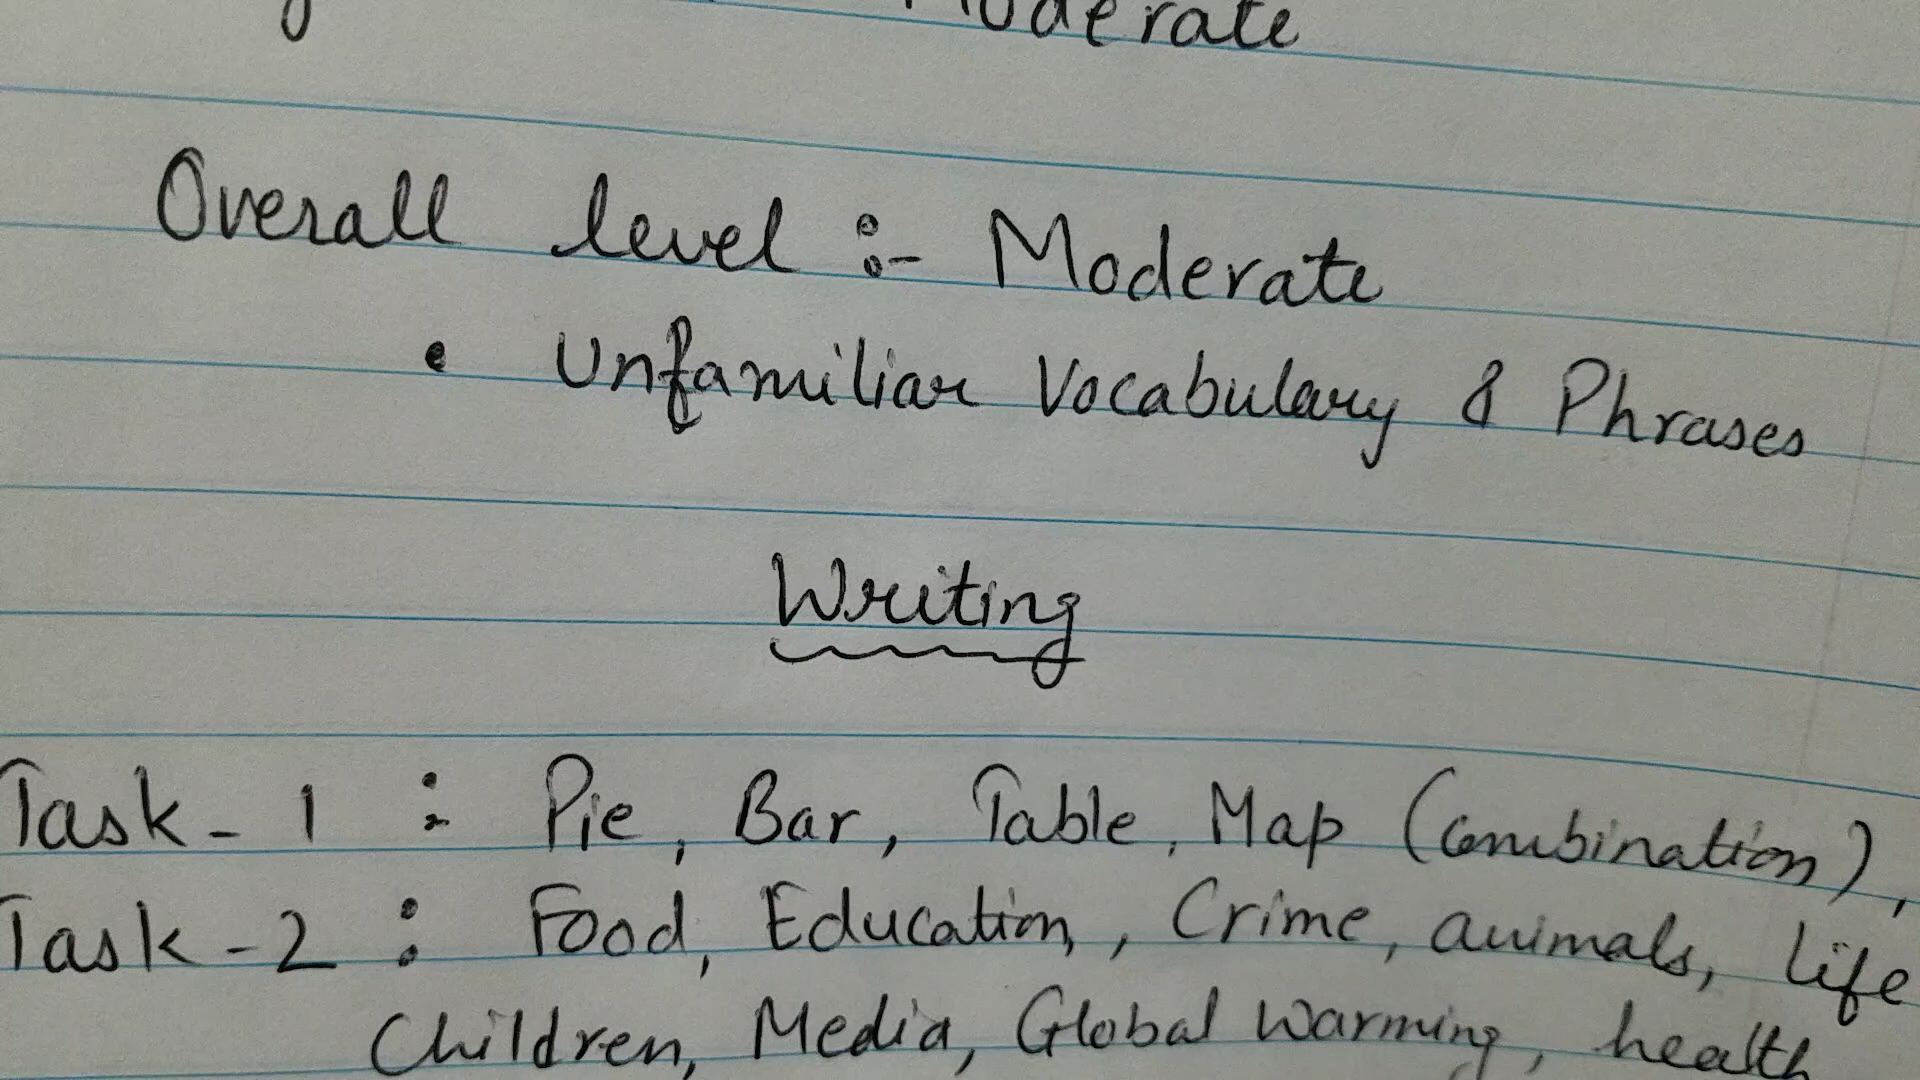 Moderate
Overall level :- Moderate
• Unfamiliar Vocabulary & Phrases
Writing
Task - 1 : Pie, Bar, Table, Map (Combination),
Task - 2 : Food, Education, Crime, animals, life
Children, Media, Global Warming, health